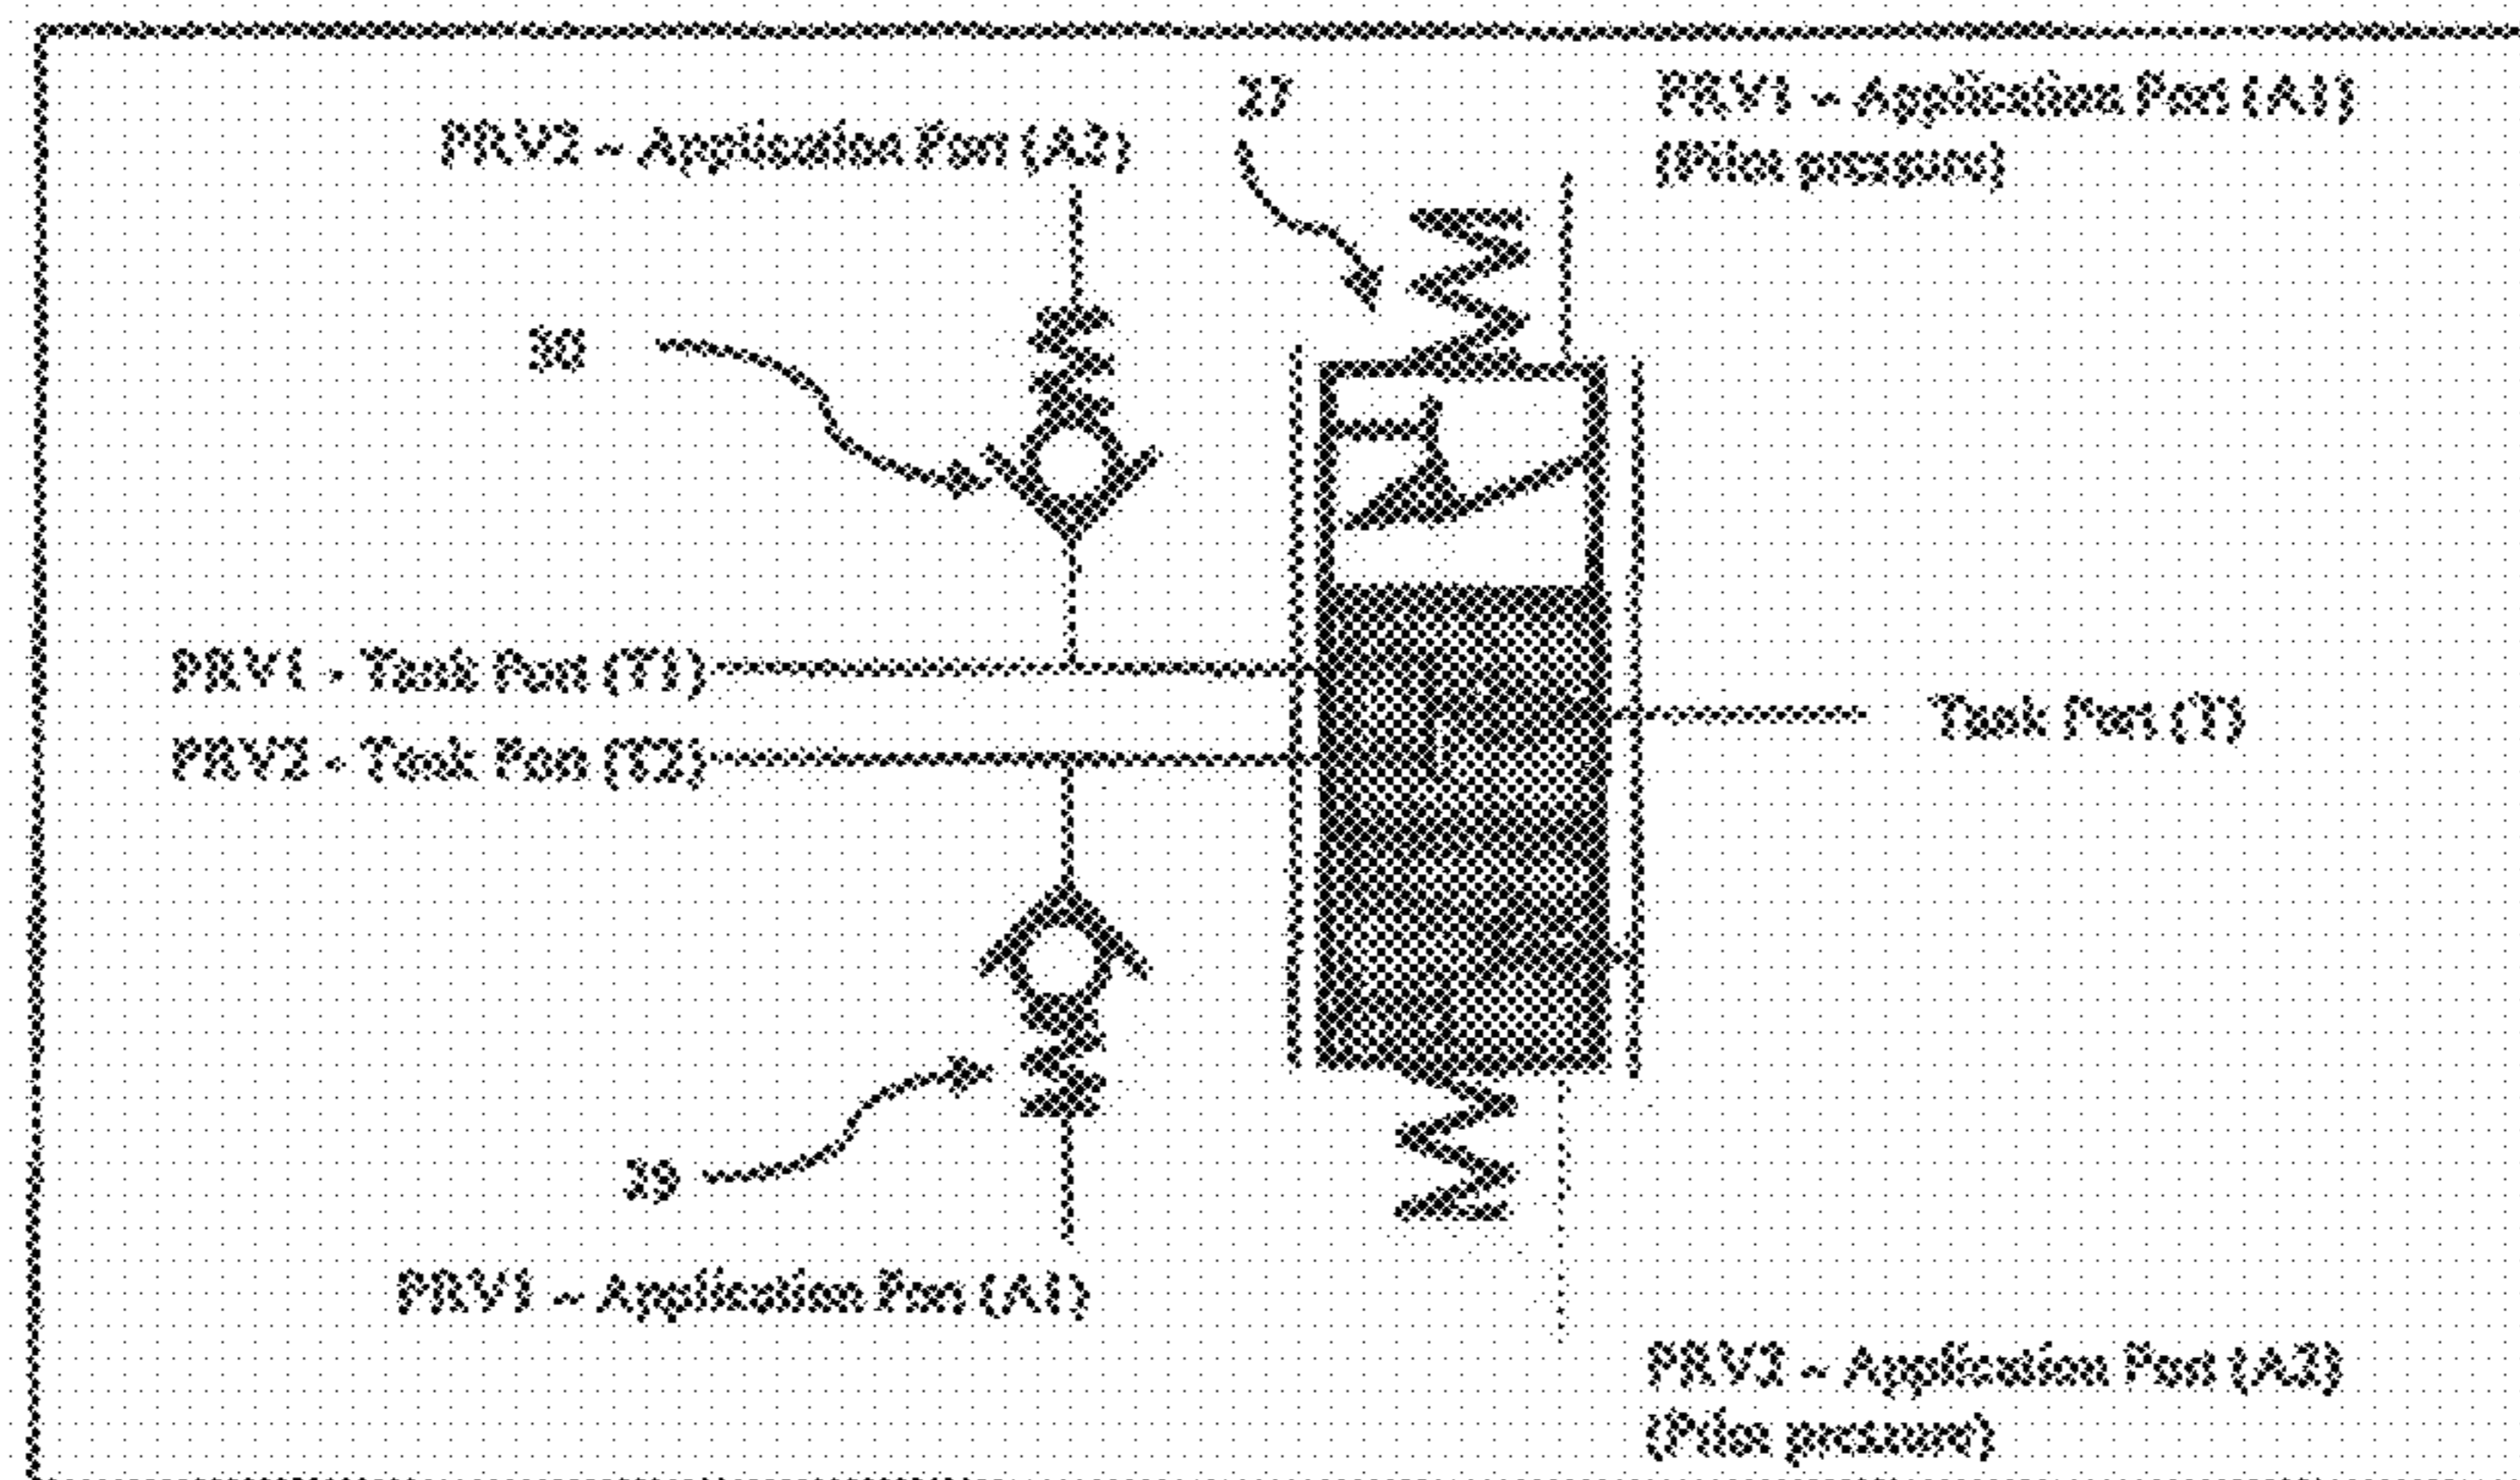 27
PRV1 - Application Port (A1)
(Pilot pressure)
PRV2 - Application Port (A2)
30
PRV1 - Tank Port (T1)
PRV2 - Tank Port (T2)
Tank Port (T)
PRV1 - Application Port (A1)
PRV2 - Application Port (A2)
(Pilot pressure)